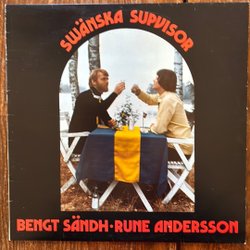 SWÄNSKA SUPVISOR
BENGT SÄNDH·RUNE ANDERSSON